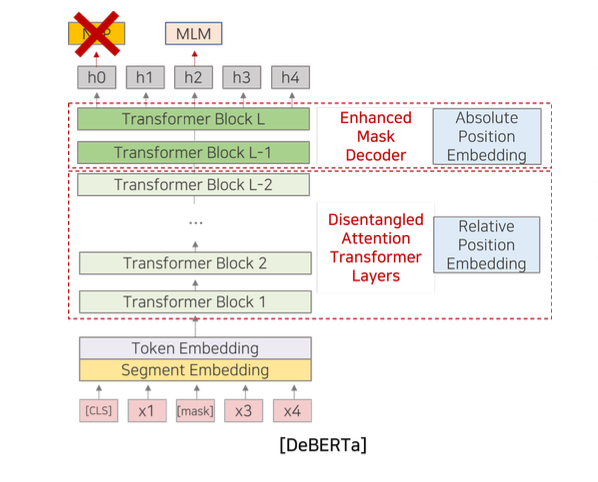 MLM
h0 h1 h2 h3 h4
Transformer Block L
Transformer Block L-1
Enhanced
Mask
Decoder
Absolute
Position
Embedding
Transformer Block L-2
...
Transformer Block 2
Transformer Block 1
Disentangled
Attention
Transformer
Layers
Relative
Position
Embedding
Token Embedding
Segment Embedding
[CLS] x1 [mask] x3 x4
[DeBERTa]